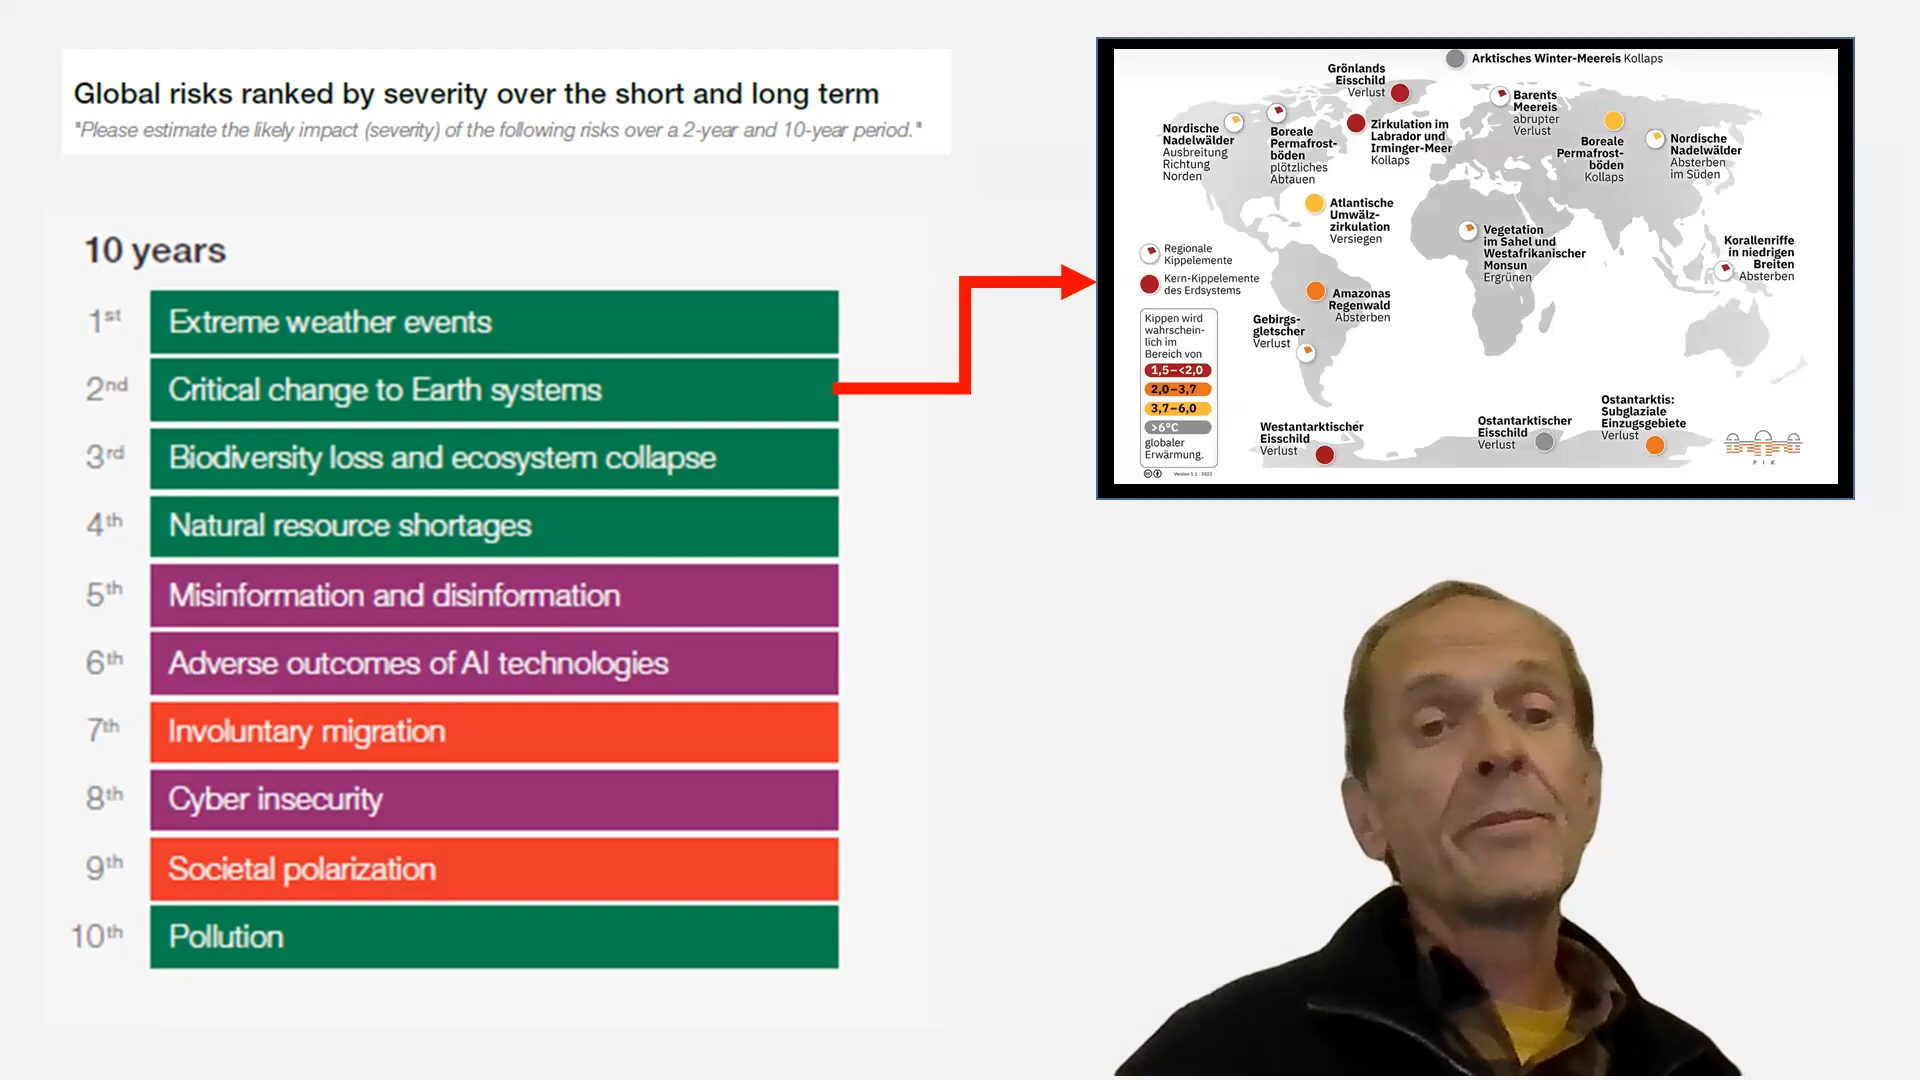 Global risks ranked by severity over the short and long term
"Please estimate the likely impact (severity) of the following risks over a 2-year and 10-year period."
10 years
1st Extreme weather events
2nd Critical change to Earth systems
3rd Biodiversity loss and ecosystem collapse
4th Natural resource shortages
5th Misinformation and disinformation
6th Adverse outcomes of AI technologies
7th Involuntary migration
8th Cyber insecurity
9th Societal polarization
10th Pollution
Arktisches Winter-Meereis Kollaps
Grönlands
Eisschild
Verlust
Barents
Meereis
abrupter
Verlust
Nordische
Nadelwälder
Ausbreitung
Richtung
Norden
Boreale
Permafrost-
böden
plötzliches
Abtauen
Zirkulation im
Labrador und
Irminger-Meer
Kollaps
Boreale
Permafrost-
böden
Kollaps
Nordische
Nadelwälder
Absterben
im Süden
Atlantische
Umwälz-
zirkulation
Versiegen
Vegetation
im Sahel und
Westafrikanischer
Monsun
Ergrünen
Korallenriffe
in niedrigen
Breiten
Absterben
Regionale
Kippelemente
Kern-Kippelemente
des Erdsystems
Amazonas
Regenwald
Absterben
Gebirgs-
gletscher
Verlust
Kippen wird
wahrschein-
lich im
Bereich von
1,5–<2,0
2,0–3,7
3,7–6,0
>6°C
globaler
Erwärmung.
Westantarktischer
Eisschild
Verlust
Ostantarktischer
Eisschild
Verlust
Ostantarktis:
Subglaziale
Einzugsgebiete
Verlust
P I K
Version 1.1 - 2023